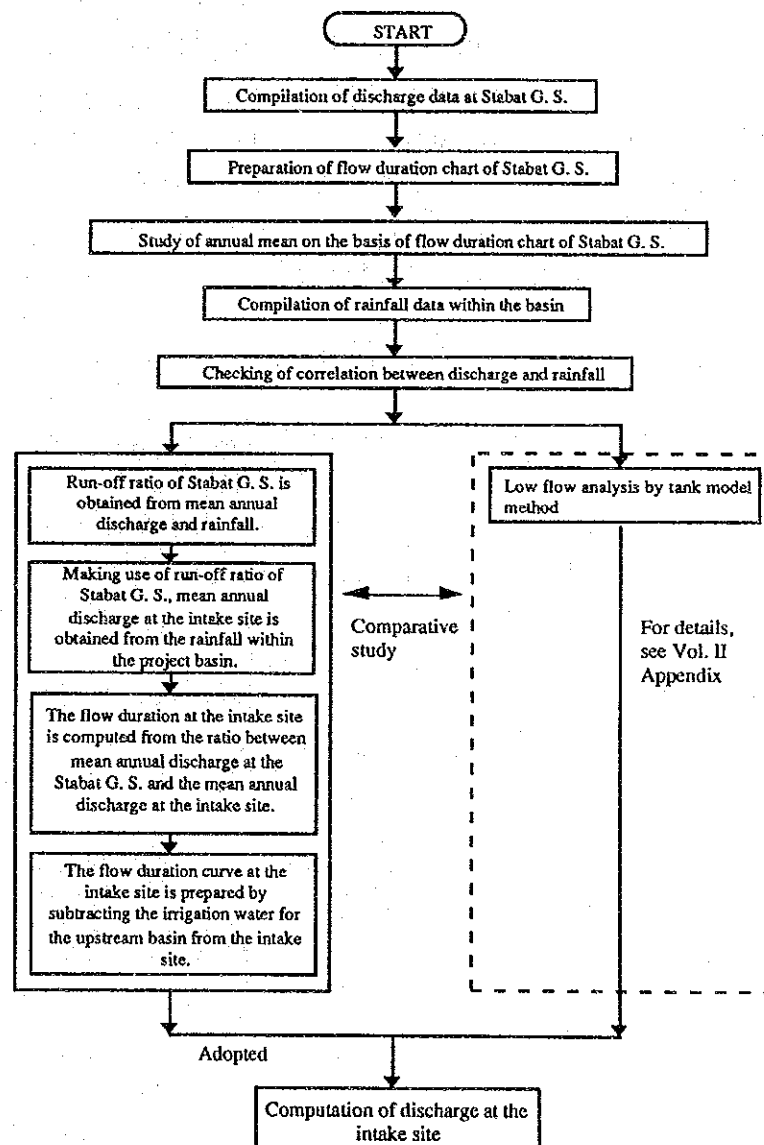 START
Compilation of discharge data at Stabat G. S.
Preparation of flow duration chart of Stabat G. S.
Study of annual mean on the basis of flow duration chart of Stabat G. S.
Compilation of rainfall data within the basin
Checking of correlation between discharge and rainfall
Run-off ratio of Stabat G. S. is
obtained from mean annual
discharge and rainfall.
Making use of run-off ratio of
Stabat G. S., mean annual
discharge at the intake site is
obtained from the rainfall within
the project basin.
The flow duration at the intake site
is computed from the ratio between
mean annual discharge at the
Stabat G. S. and the mean annual
discharge at the intake site.
The flow duration curve at the
intake site is prepared by
subtracting the irrigation water for
the upstream basin from the intake
site.
Comparative
study
Low flow analysis by tank model
method
For details,
see Vol. II
Appendix
Adopted
Computation of discharge at the
intake site